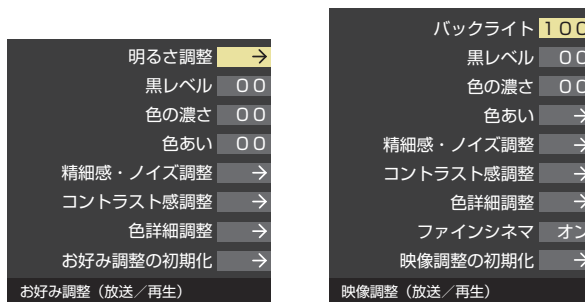 明るさ調整 →
黒レベル 00
色の濃さ 00
色あい 00
精細感・ノイズ調整 →
コントラスト感調整 →
色詳細調整 →
お好み調整の初期化 →
お好み調整（放送／再生）
バックライト 100
黒レベル 00
色の濃さ 00
色あい →
精細感・ノイズ調整 →
コントラスト感調整 →
色詳細調整 →
ファインシネマ オン
映像調整の初期化 →
映像調整（放送／再生）